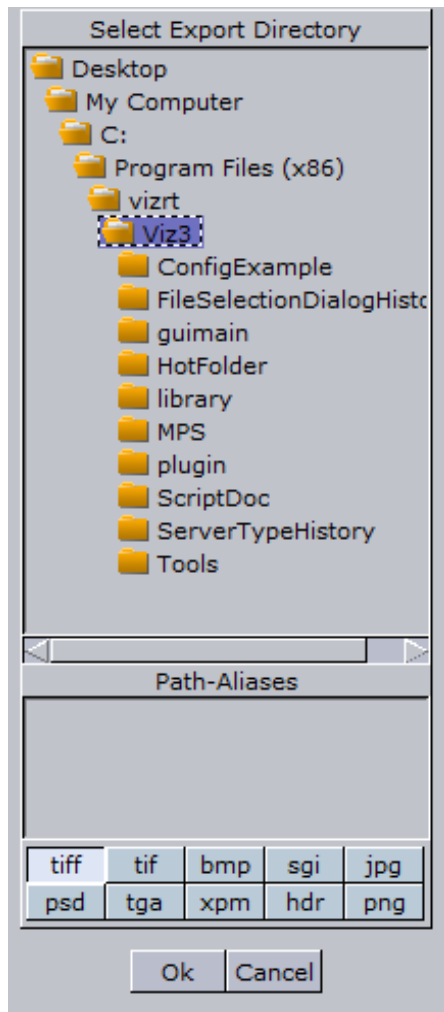 Select Export Directory
Desktop
My Computer
C:
Program Files (x86)
vizrt
Viz3
ConfigExample
FileSelectionDialogHisto
guimain
HotFolder
library
MPS
plugin
ScriptDoc
ServerTypeHistory
Tools
Path-Aliases
tiff tif bmp sgi jpg
psd tga xpm hdr png
Ok Cancel